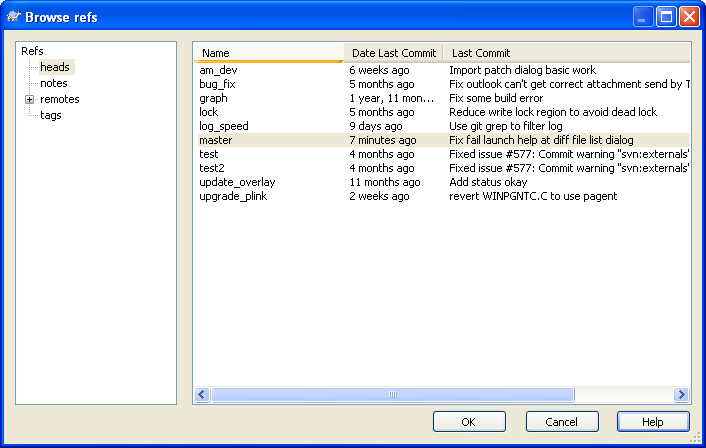 Browse refs
Refs
heads
notes
remotes
tags
Name Date Last Commit Last Commit
am_dev 6 weeks ago Import patch dialog basic work
bug_fix 5 months ago Fix outlook can't get correct attachment send by T
graph 1 year, 11 mon... Fix some build error
lock 5 months ago Reduce write lock region to avoid dead lock
log_speed 9 days ago Use git grep to filter log
master 7 minutes ago Fix fail launch help at diff file list dialog
test 4 months ago Fixed issue #577: Commit warning "svn:externals"
test2 4 months ago Fixed issue #577: Commit warning "svn:externals"
update_overlay 11 months ago Add status okay
upgrade_plink 2 weeks ago revert WINPGNTC.C to use pagent
OK Cancel Help